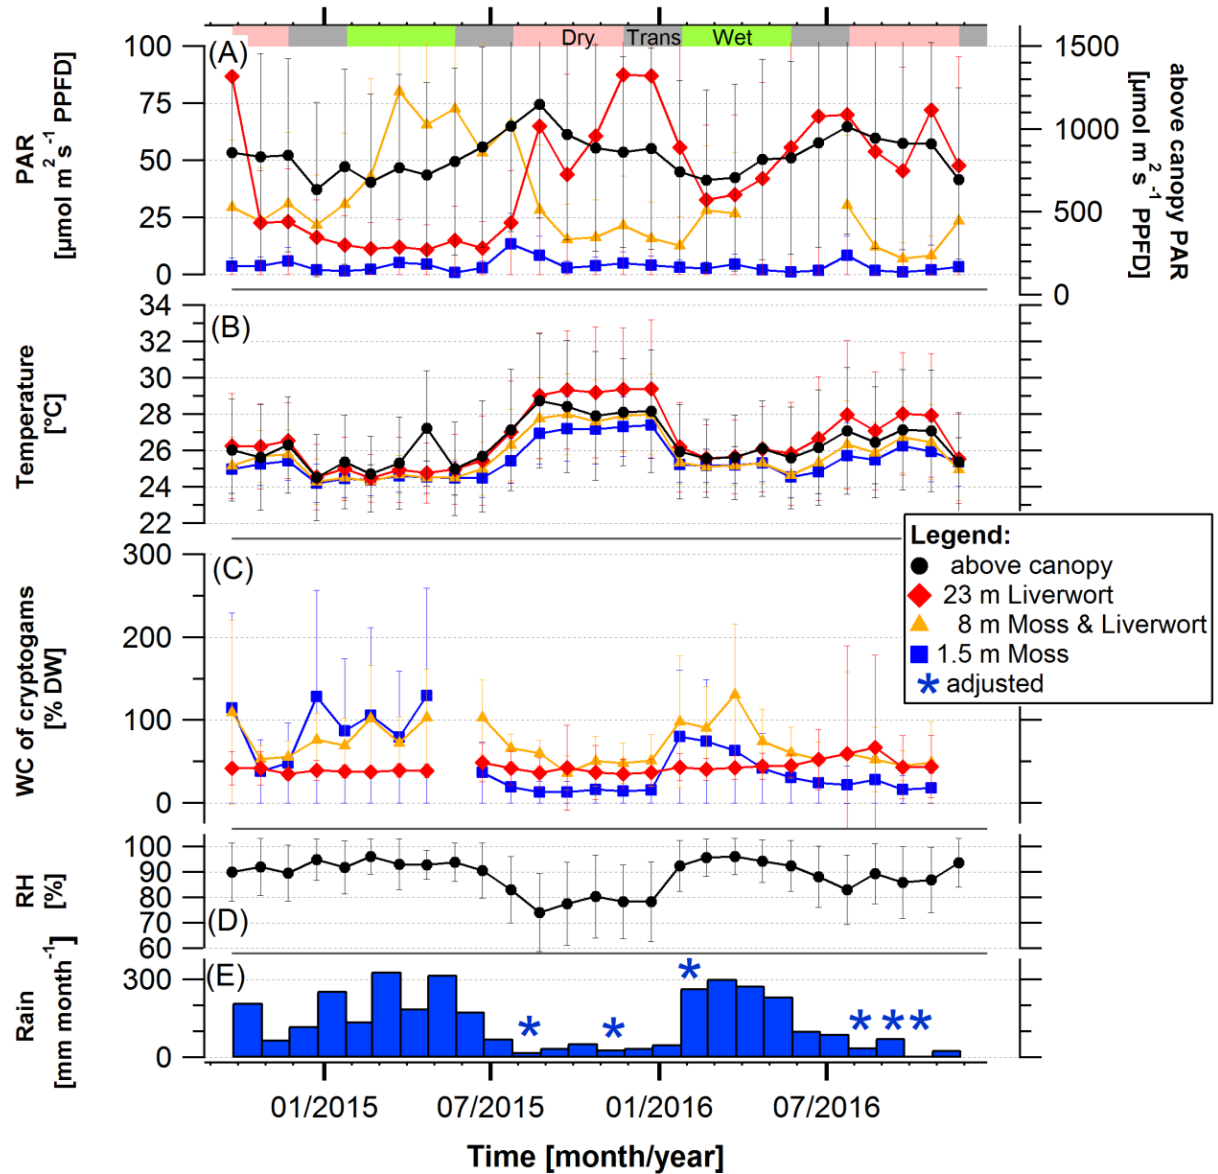 Dry Trans Wet
(A)
PAR
[µmol m² s⁻¹ PPFD]
100
75
50
25
0
1500
1000
500
0
above canopy PAR
[µmol m² s⁻¹ PPFD]
(B)
Temperature
[°C]
34
32
30
28
26
24
22
(C)
WC of cryptogams
[% DW]
300
200
100
0
Legend:
above canopy
23 m Liverwort
8 m Moss & Liverwort
1.5 m Moss
* adjusted
(D)
RH
[%]
100
90
80
70
60
(E)
Rain
[mm month⁻¹]
300
0
* * * * * *
01/2015 07/2015 01/2016 07/2016
Time [month/year]